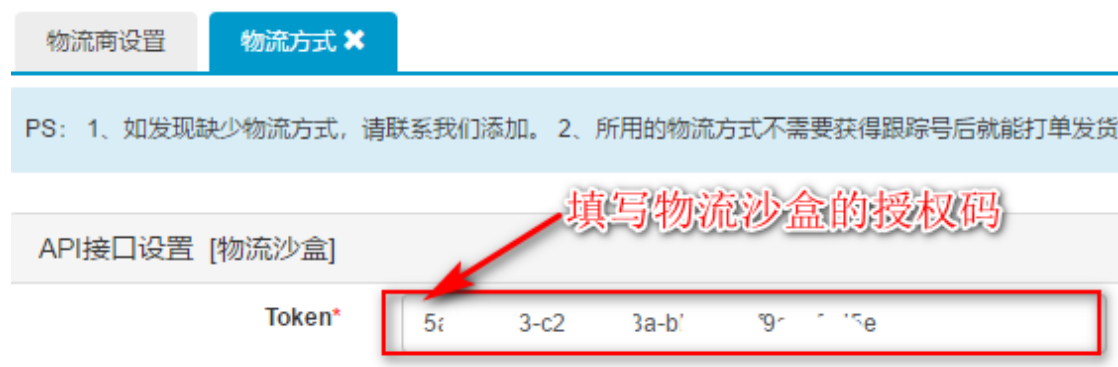 物流商设置 物流方式 ✖
PS: 1、如发现缺少物流方式，请联系我们添加。 2、所用的物流方式不需要获得跟踪号后就能打单发货
填写物流沙盒的授权码
API接口设置 [物流沙盒]
Token*
3-c2